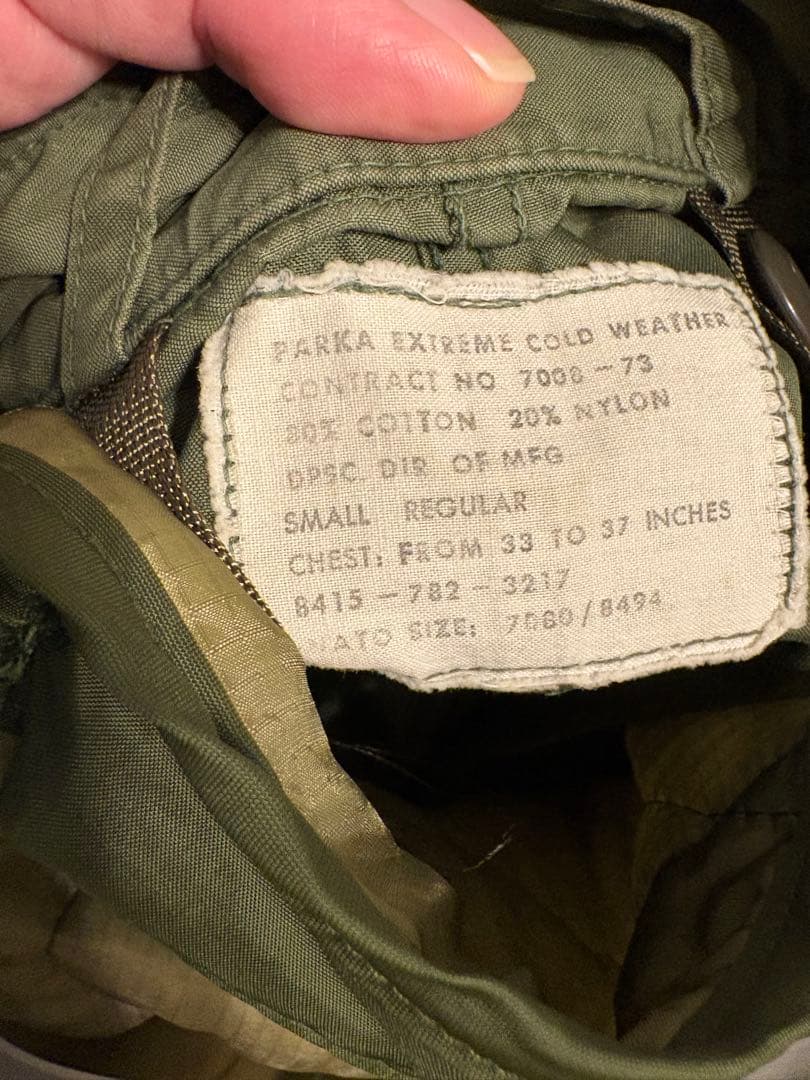 PARKA EXTREME COLD WEATHER
CONTRACT NO 7008-73
80% COTTON 20% NYLON
DPSC DIR OF MFG
SMALL REGULAR
CHEST: FROM 33 TO 37 INCHES
8415-782-3217
NATO SIZE: 7080/8494